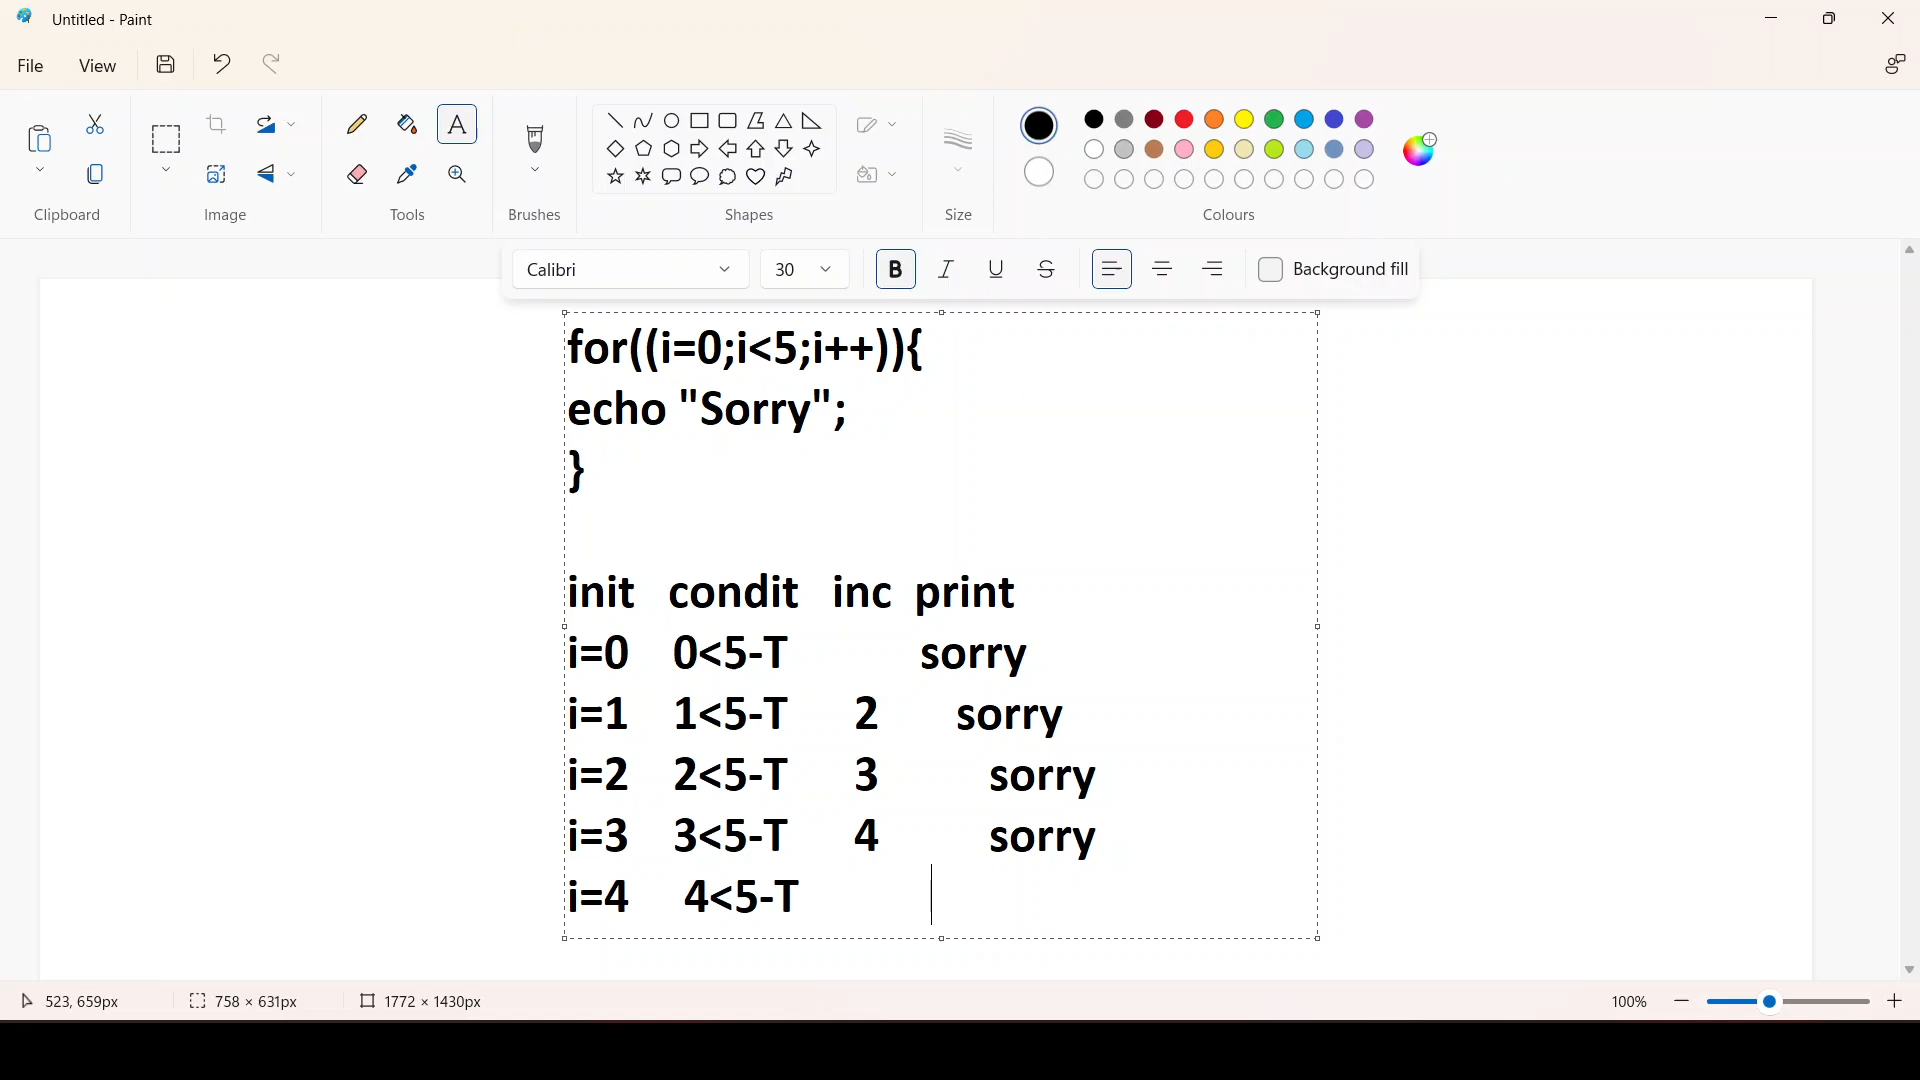 Untitled - Paint
File View
Clipboard Image Tools Brushes Shapes Size Colours
Calibri 30 B I U S Background fill
for((i=0;i<5;i++)){
echo "Sorry";
}
init condit inc print
i=0 0<5-T sorry
i=1 1<5-T 2 sorry
i=2 2<5-T 3 sorry
i=3 3<5-T 4 sorry
i=4 4<5-T
523, 659px 758 × 631px 1772 × 1430px 100%